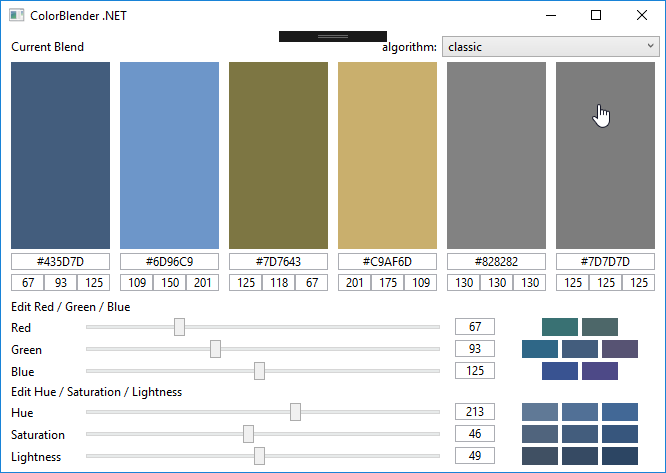 ColorBlender .NET
Current Blend algorithm: classic
#435D7D #6D96C9 #7D7643 #C9AF6D #828282 #7D7D7D
67 93 125 109 150 201 125 118 67 201 175 109 130 130 130 125 125 125
Edit Red / Green / Blue
Red 67
Green 93
Blue 125
Edit Hue / Saturation / Lightness
Hue 213
Saturation 46
Lightness 49